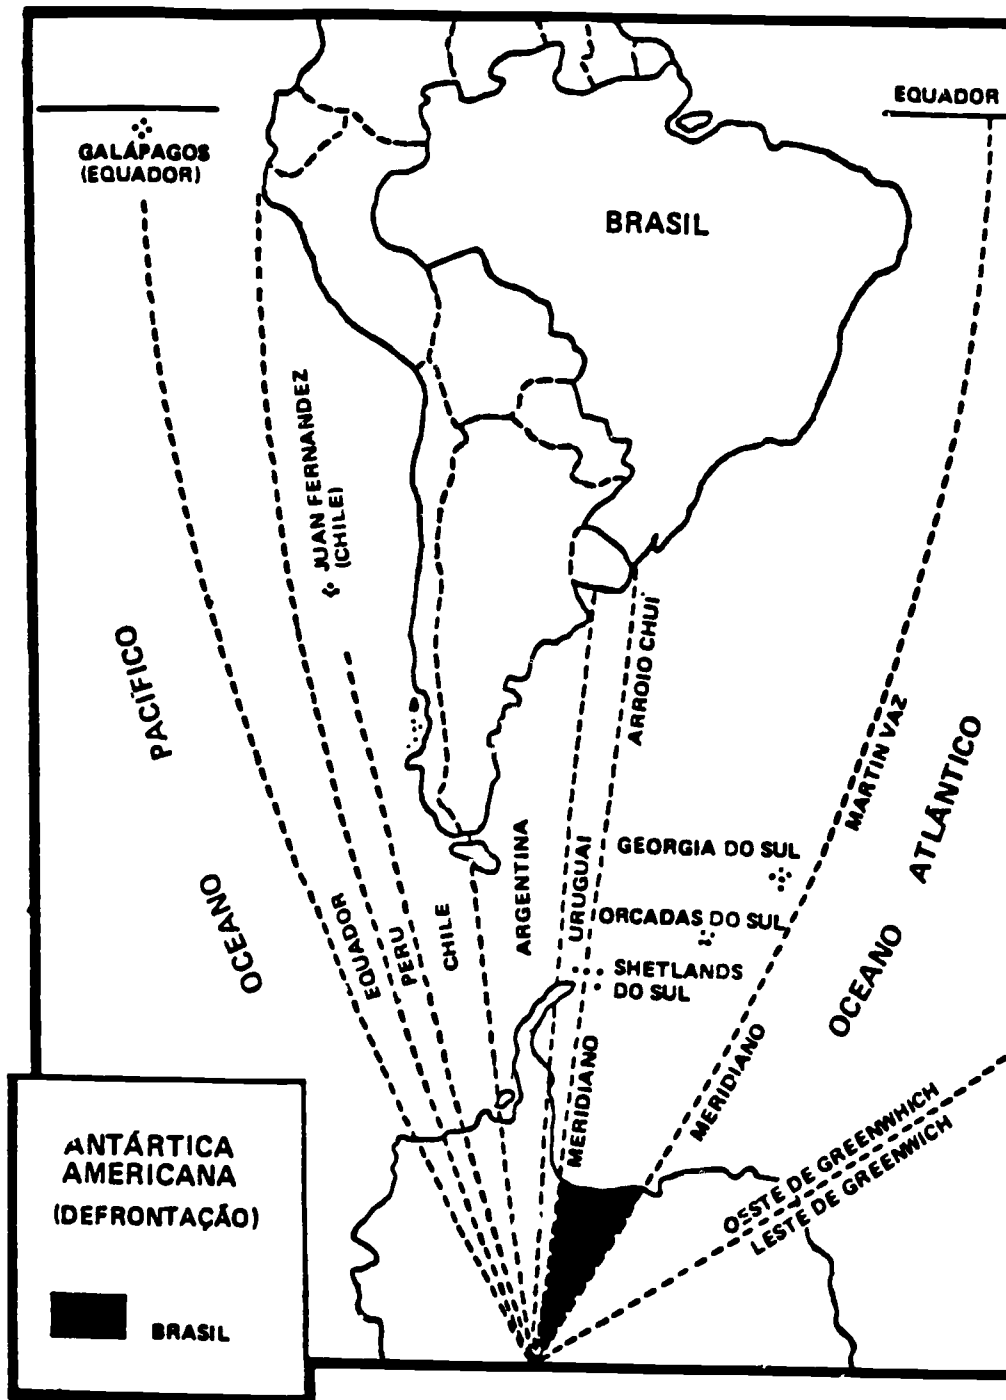 EQUADOR
GALÁPAGOS
(EQUADOR)
BRASIL
JUAN FERNANDEZ
(CHILE)
ARROIO CHUÍ
PACÍFICO
MARTIN VAZ
ATLÂNTICO
GEORGIA DO SUL
ARGENTINA
URUGUAI
ORCADAS DO SUL
OCEANO
EQUADOR
PERU
CHILE
SHETLANDS
DO SUL
OCEANO
MERIDIANO
MERIDIANO
OESTE DE GREENWHICH
LESTE DE GREENWICH
ANTÁRTICA
AMERICANA
(DEFRONTAÇÃO)
BRASIL